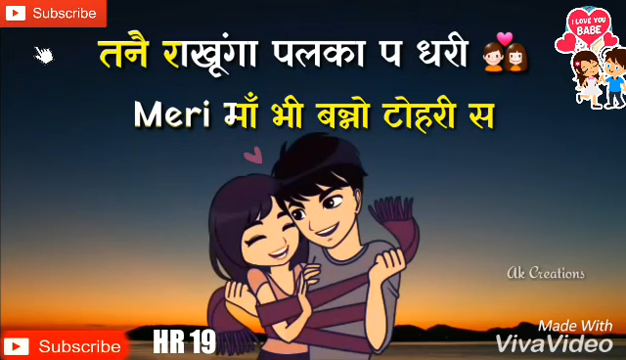 Subscribe
I LOVE YOU
BABE
तनै राखूंगा पलका प धरी
Meri माँ भी बन्नो टोहरी स
Ak Creations
Subscribe
HR 19
Made With
VivaVideo